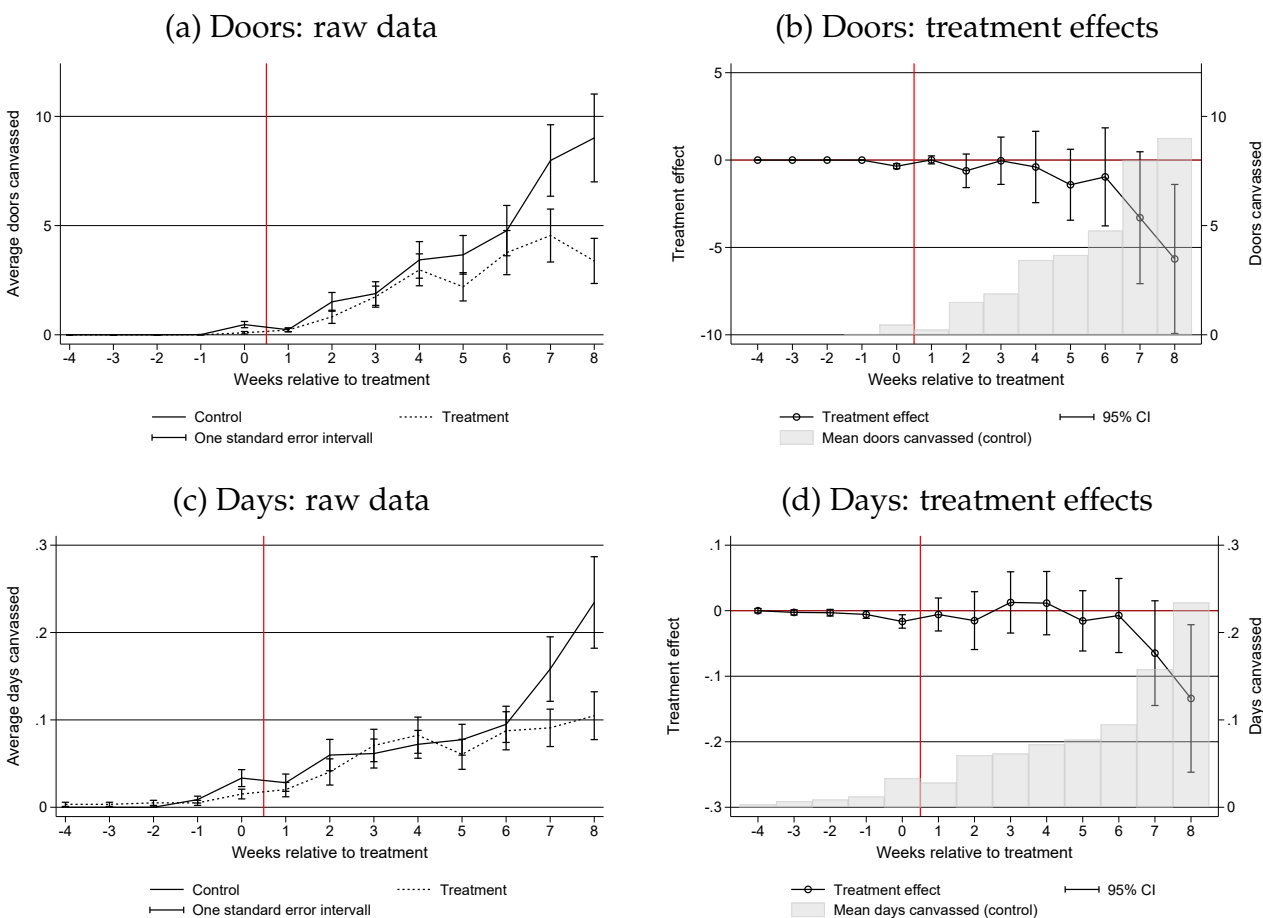 (a) Doors: raw data
10
5
0
Average doors canvassed
-4 -3 -2 -1 0 1 2 3 4 5 6 7 8
Weeks relative to treatment
Control
Treatment
One standard error intervall
(b) Doors: treatment effects
5
0
-5
-10
Treatment effect
10
5
0
Doors canvassed
-4 -3 -2 -1 0 1 2 3 4 5 6 7 8
Weeks relative to treatment
Treatment effect
95% CI
Mean doors canvassed (control)
(c) Days: raw data
.3
.2
.1
0
Average days canvassed
-4 -3 -2 -1 0 1 2 3 4 5 6 7 8
Weeks relative to treatment
Control
Treatment
One standard error intervall
(d) Days: treatment effects
.1
0
-.1
-.2
-.3
Treatment effect
.3
.2
.1
0
Days canvassed
-4 -3 -2 -1 0 1 2 3 4 5 6 7 8
Weeks relative to treatment
Treatment effect
95% CI
Mean days canvassed (control)